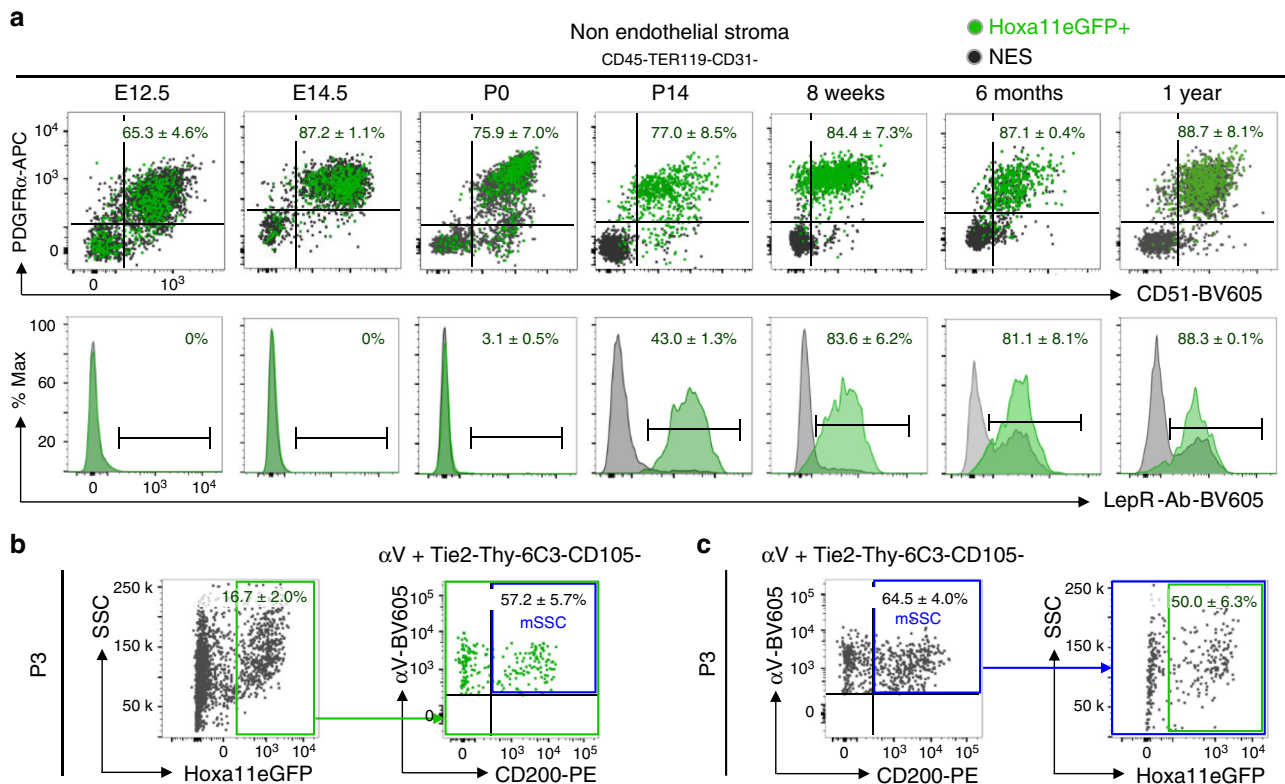 a
Non endothelial stroma
CD45-TER119-CD31-
Hoxa11eGFP+
NES
E12.5 E14.5 P0 P14 8 weeks 6 months 1 year
PDGFRα-APC
10⁴
10³
0
65.3 ± 4.6% 87.2 ± 1.1% 75.9 ± 7.0% 77.0 ± 8.5% 84.4 ± 7.3% 87.1 ± 0.4% 88.7 ± 8.1%
0 10³
CD51-BV605
% Max
100
60
20
0% 0% 3.1 ± 0.5% 43.0 ± 1.3% 83.6 ± 6.2% 81.1 ± 8.1% 88.3 ± 0.1%
0 10³ 10⁴
LepR-Ab-BV605
b
P3
SSC
250 k
150 k
50 k
16.7 ± 2.0%
0 10³ 10⁴
Hoxa11eGFP
αV + Tie2-Thy-6C3-CD105-
αV-BV605
10⁵
10⁴
10³
0
57.2 ± 5.7%
mSSC
0 10³ 10⁴ 10⁵
CD200-PE
c
P3
αV + Tie2-Thy-6C3-CD105-
αV-BV605
10⁵
10⁴
10³
0
64.5 ± 4.0%
mSSC
0 10³ 10⁴ 10⁵
CD200-PE
SSC
250 k
150 k
50 k
50.0 ± 6.3%
0 10³ 10⁴
Hoxa11eGFP